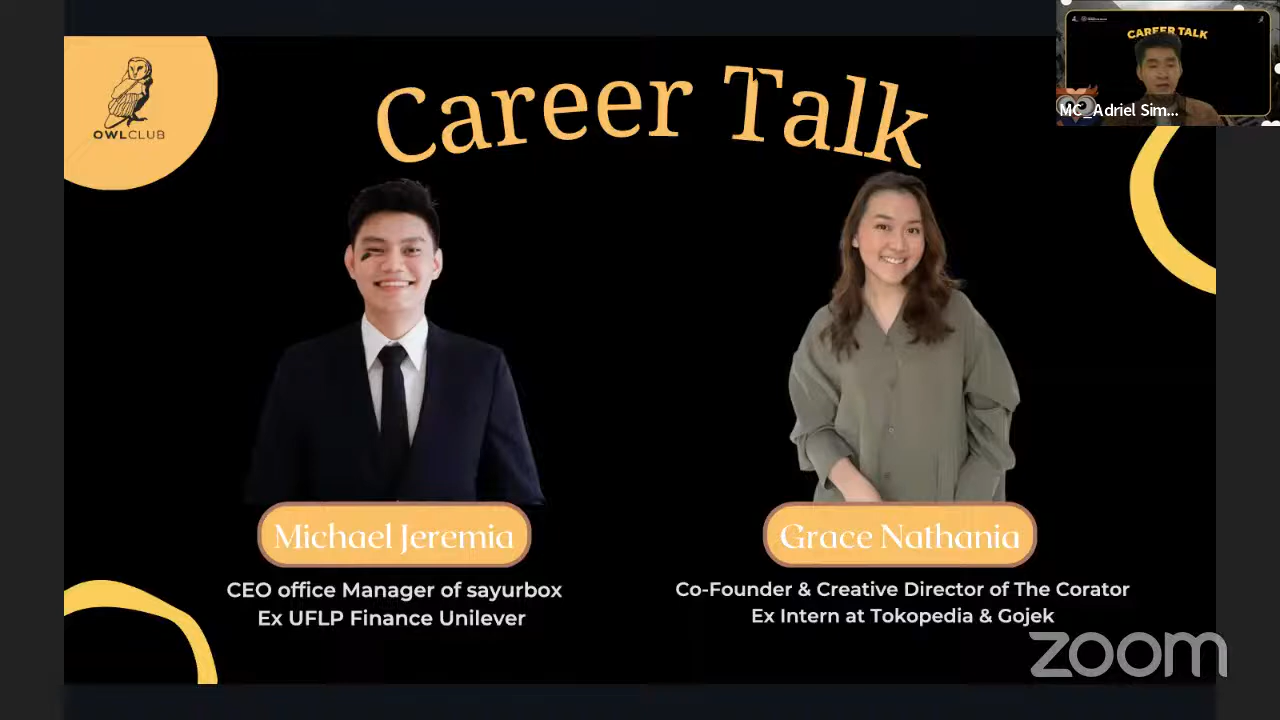 OWLCLUB
Career Talk
CAREER TALK
MC_Adriel Sim...
Michael Jeremia
CEO office Manager of sayurbox
Ex UFLP Finance Unilever
Grace Nathania
Co-Founder & Creative Director of The Corator
Ex Intern at Tokopedia & Gojek
zoom